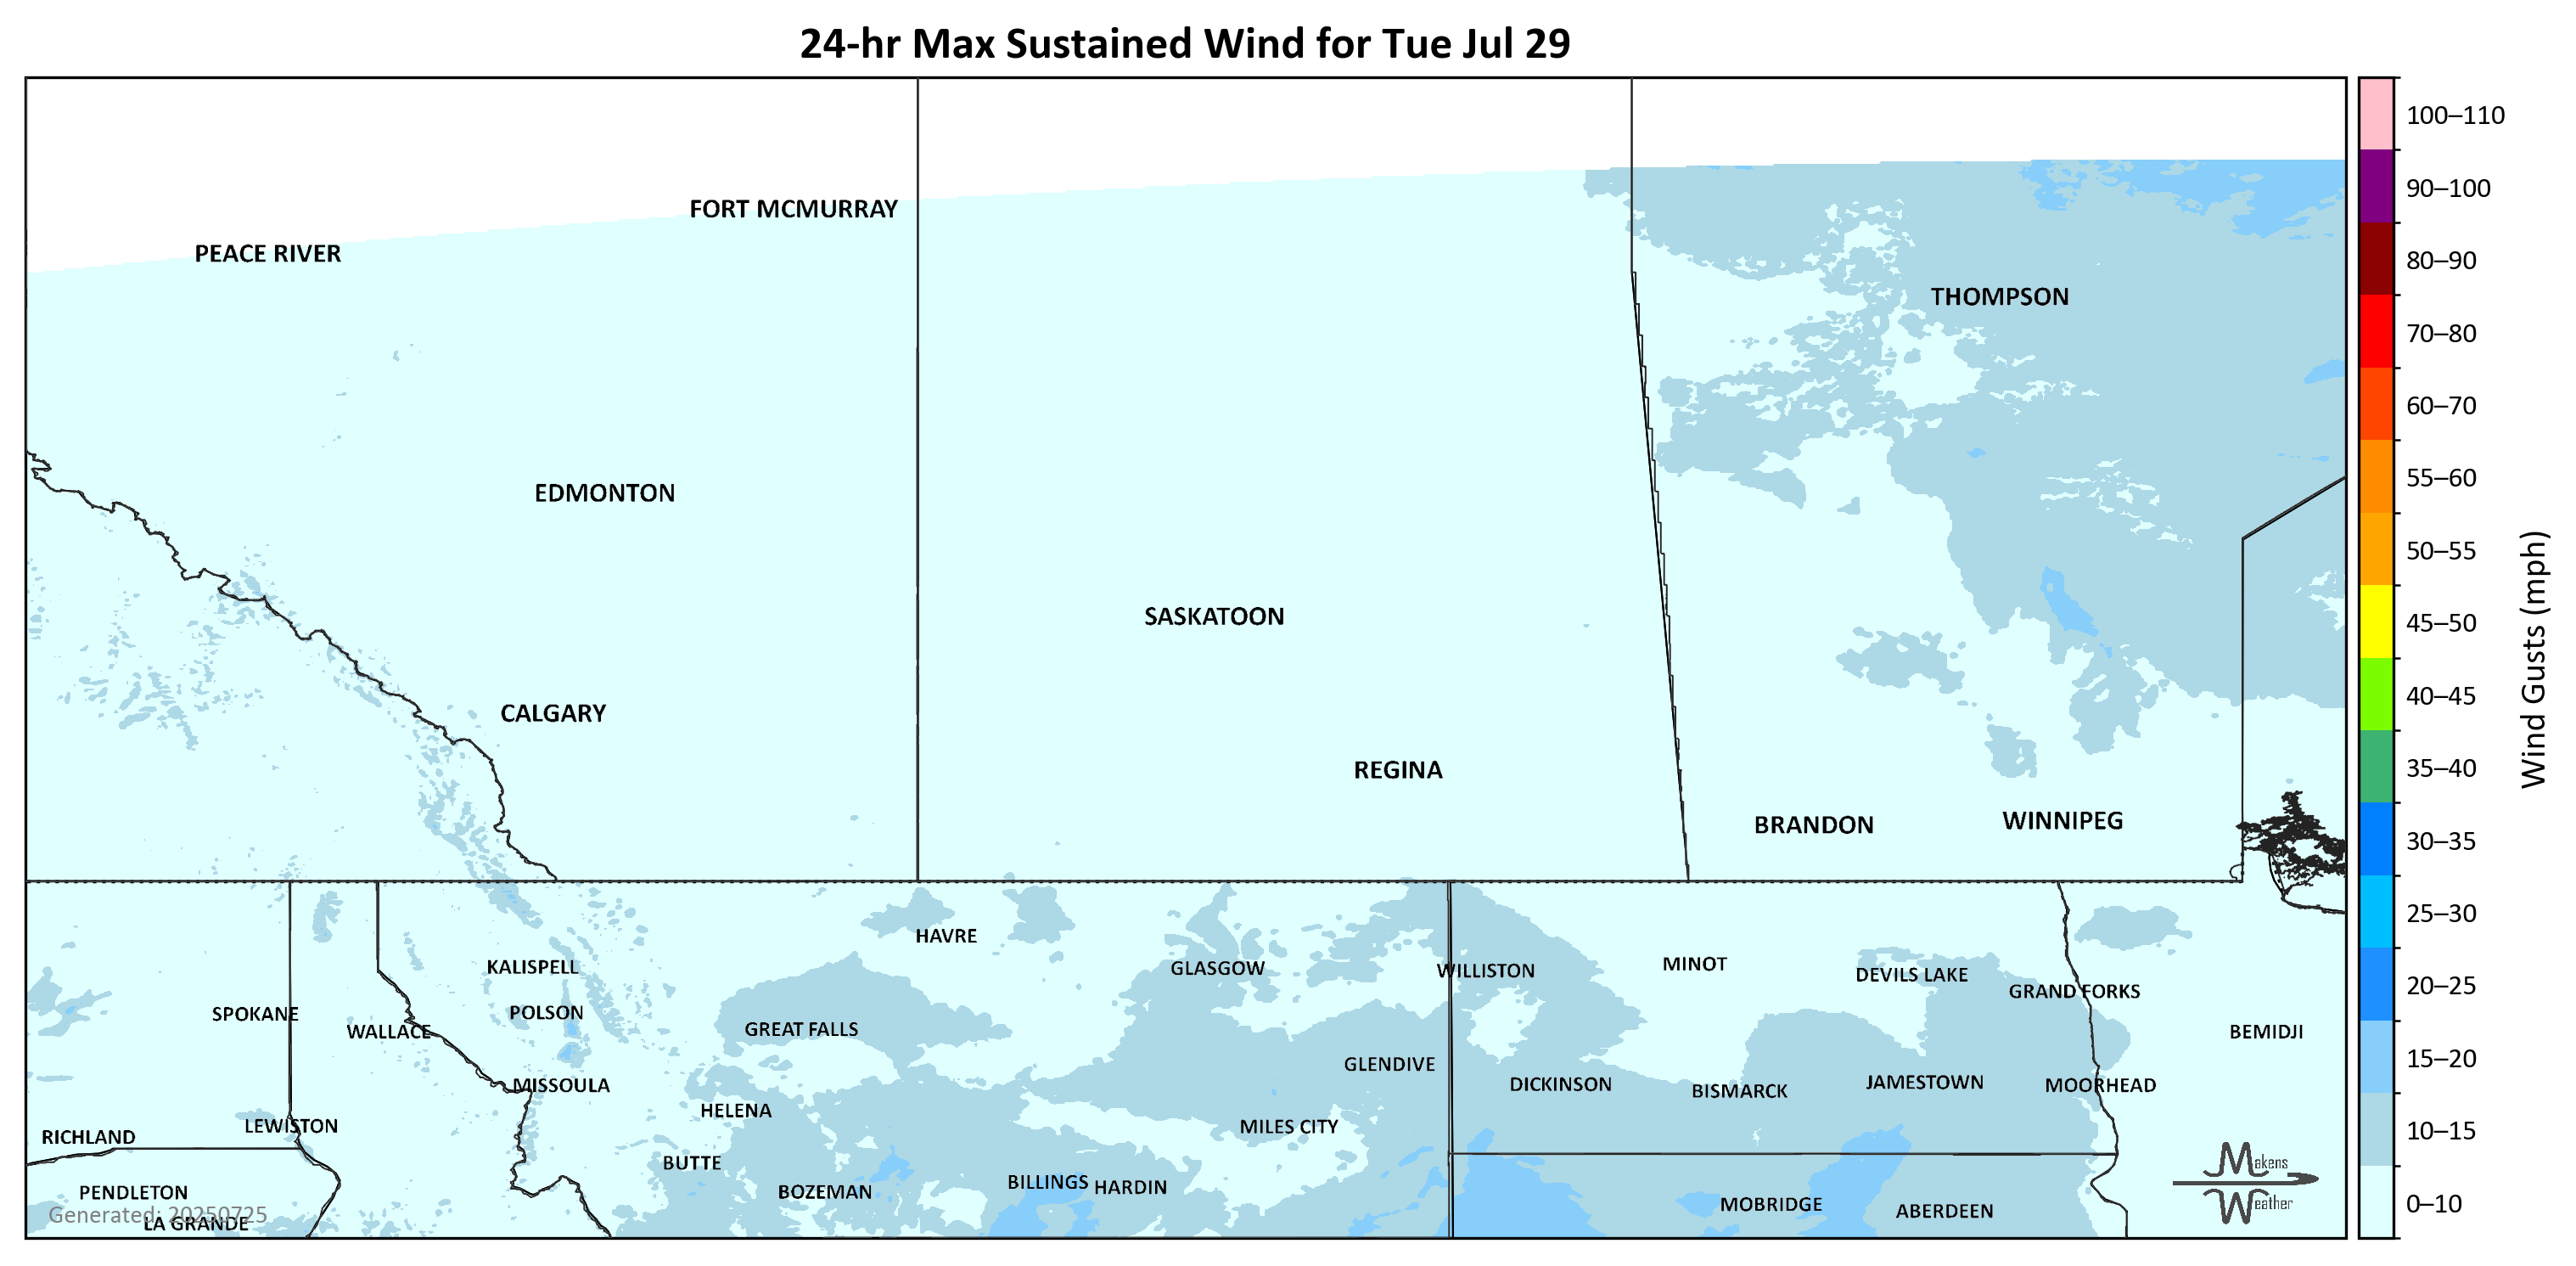 24-hr Max Sustained Wind for Tue Jul 29
100–110
90–100
80–90
70–80
60–70
55–60
50–55
45–50
40–45
35–40
30–35
25–30
20–25
15–20
10–15
0–10
Wind Gusts (mph)
FORT MCMURRAY
PEACE RIVER
THOMPSON
EDMONTON
SASKATOON
CALGARY
REGINA
BRANDON
WINNIPEG
HAVRE
KALISPELL
GLASGOW
WILLISTON
MINOT
DEVILS LAKE
GRAND FORKS
SPOKANE
POLSON
WALLACE
GREAT FALLS
BEMIDJI
GLENDIVE
MISSOULA
DICKINSON
BISMARCK
JAMESTOWN
MOORHEAD
HELENA
LEWISTON
MILES CITY
RICHLAND
BUTTE
PENDLETON
BOZEMAN
BILLINGS
HARDIN
MOBRIDGE
ABERDEEN
Generated: 20250725
LA GRANDE
Makens
Weather